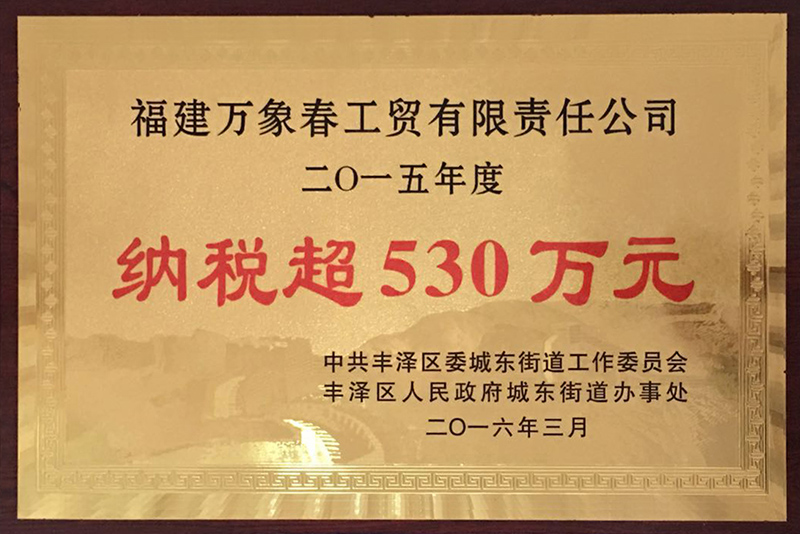 福建万象春工贸有限责任公司
二〇一五年度
纳税超530万元
中共丰泽区委城东街道工作委员会
丰泽区人民政府城东街道办事处
二〇一六年三月